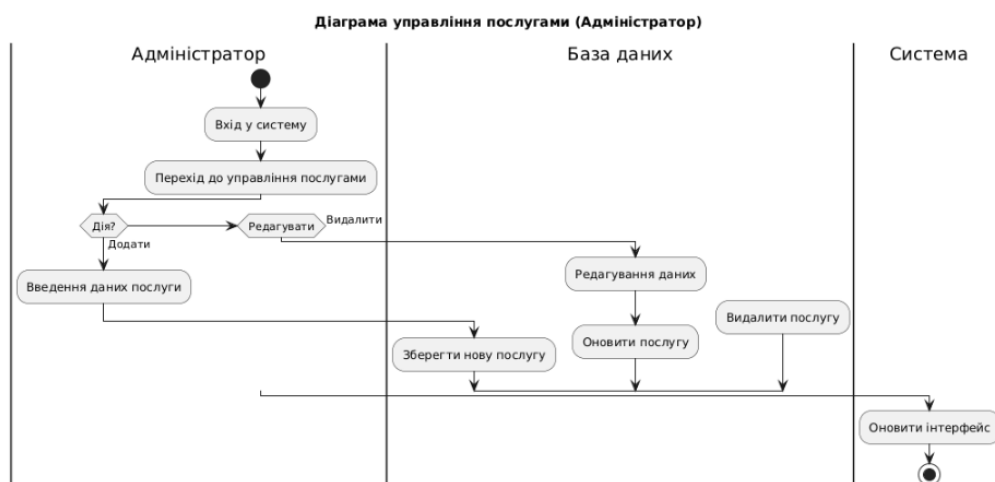 Діаграма управління послугами (Адміністратор)
Адміністратор
База даних
Система
Вхід у систему
Перехід до управління послугами
Дія?
Редагувати
Видалити
Додати
Введення даних послуги
Редагування даних
Видалити послугу
Оновити послугу
Зберегти нову послугу
Оновити інтерфейс